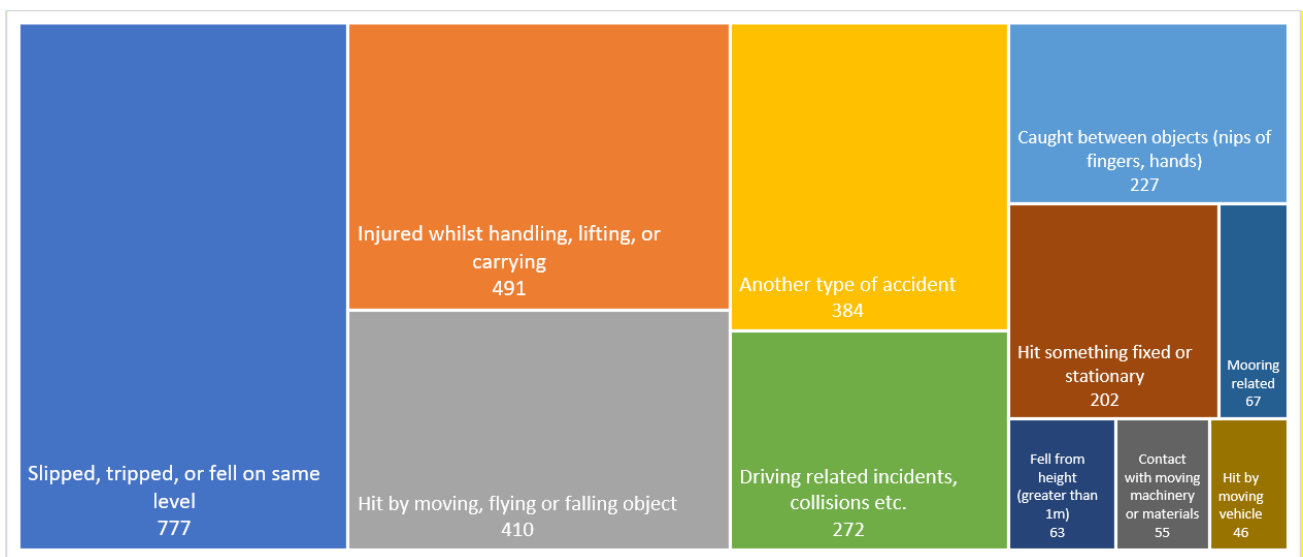 Slipped, tripped, or fell on same
level
777
Injured whilst handling, lifting, or
carrying
491
Hit by moving, flying or falling object
410
Another type of accident
384
Driving related incidents,
collisions etc.
272
Caught between objects (nips of
fingers, hands)
227
Hit something fixed or
stationary
202
Mooring
related
67
Fell from
height
(greater than
1m)
63
Contact
with moving
machinery
or materials
55
Hit by
moving
vehicle
46